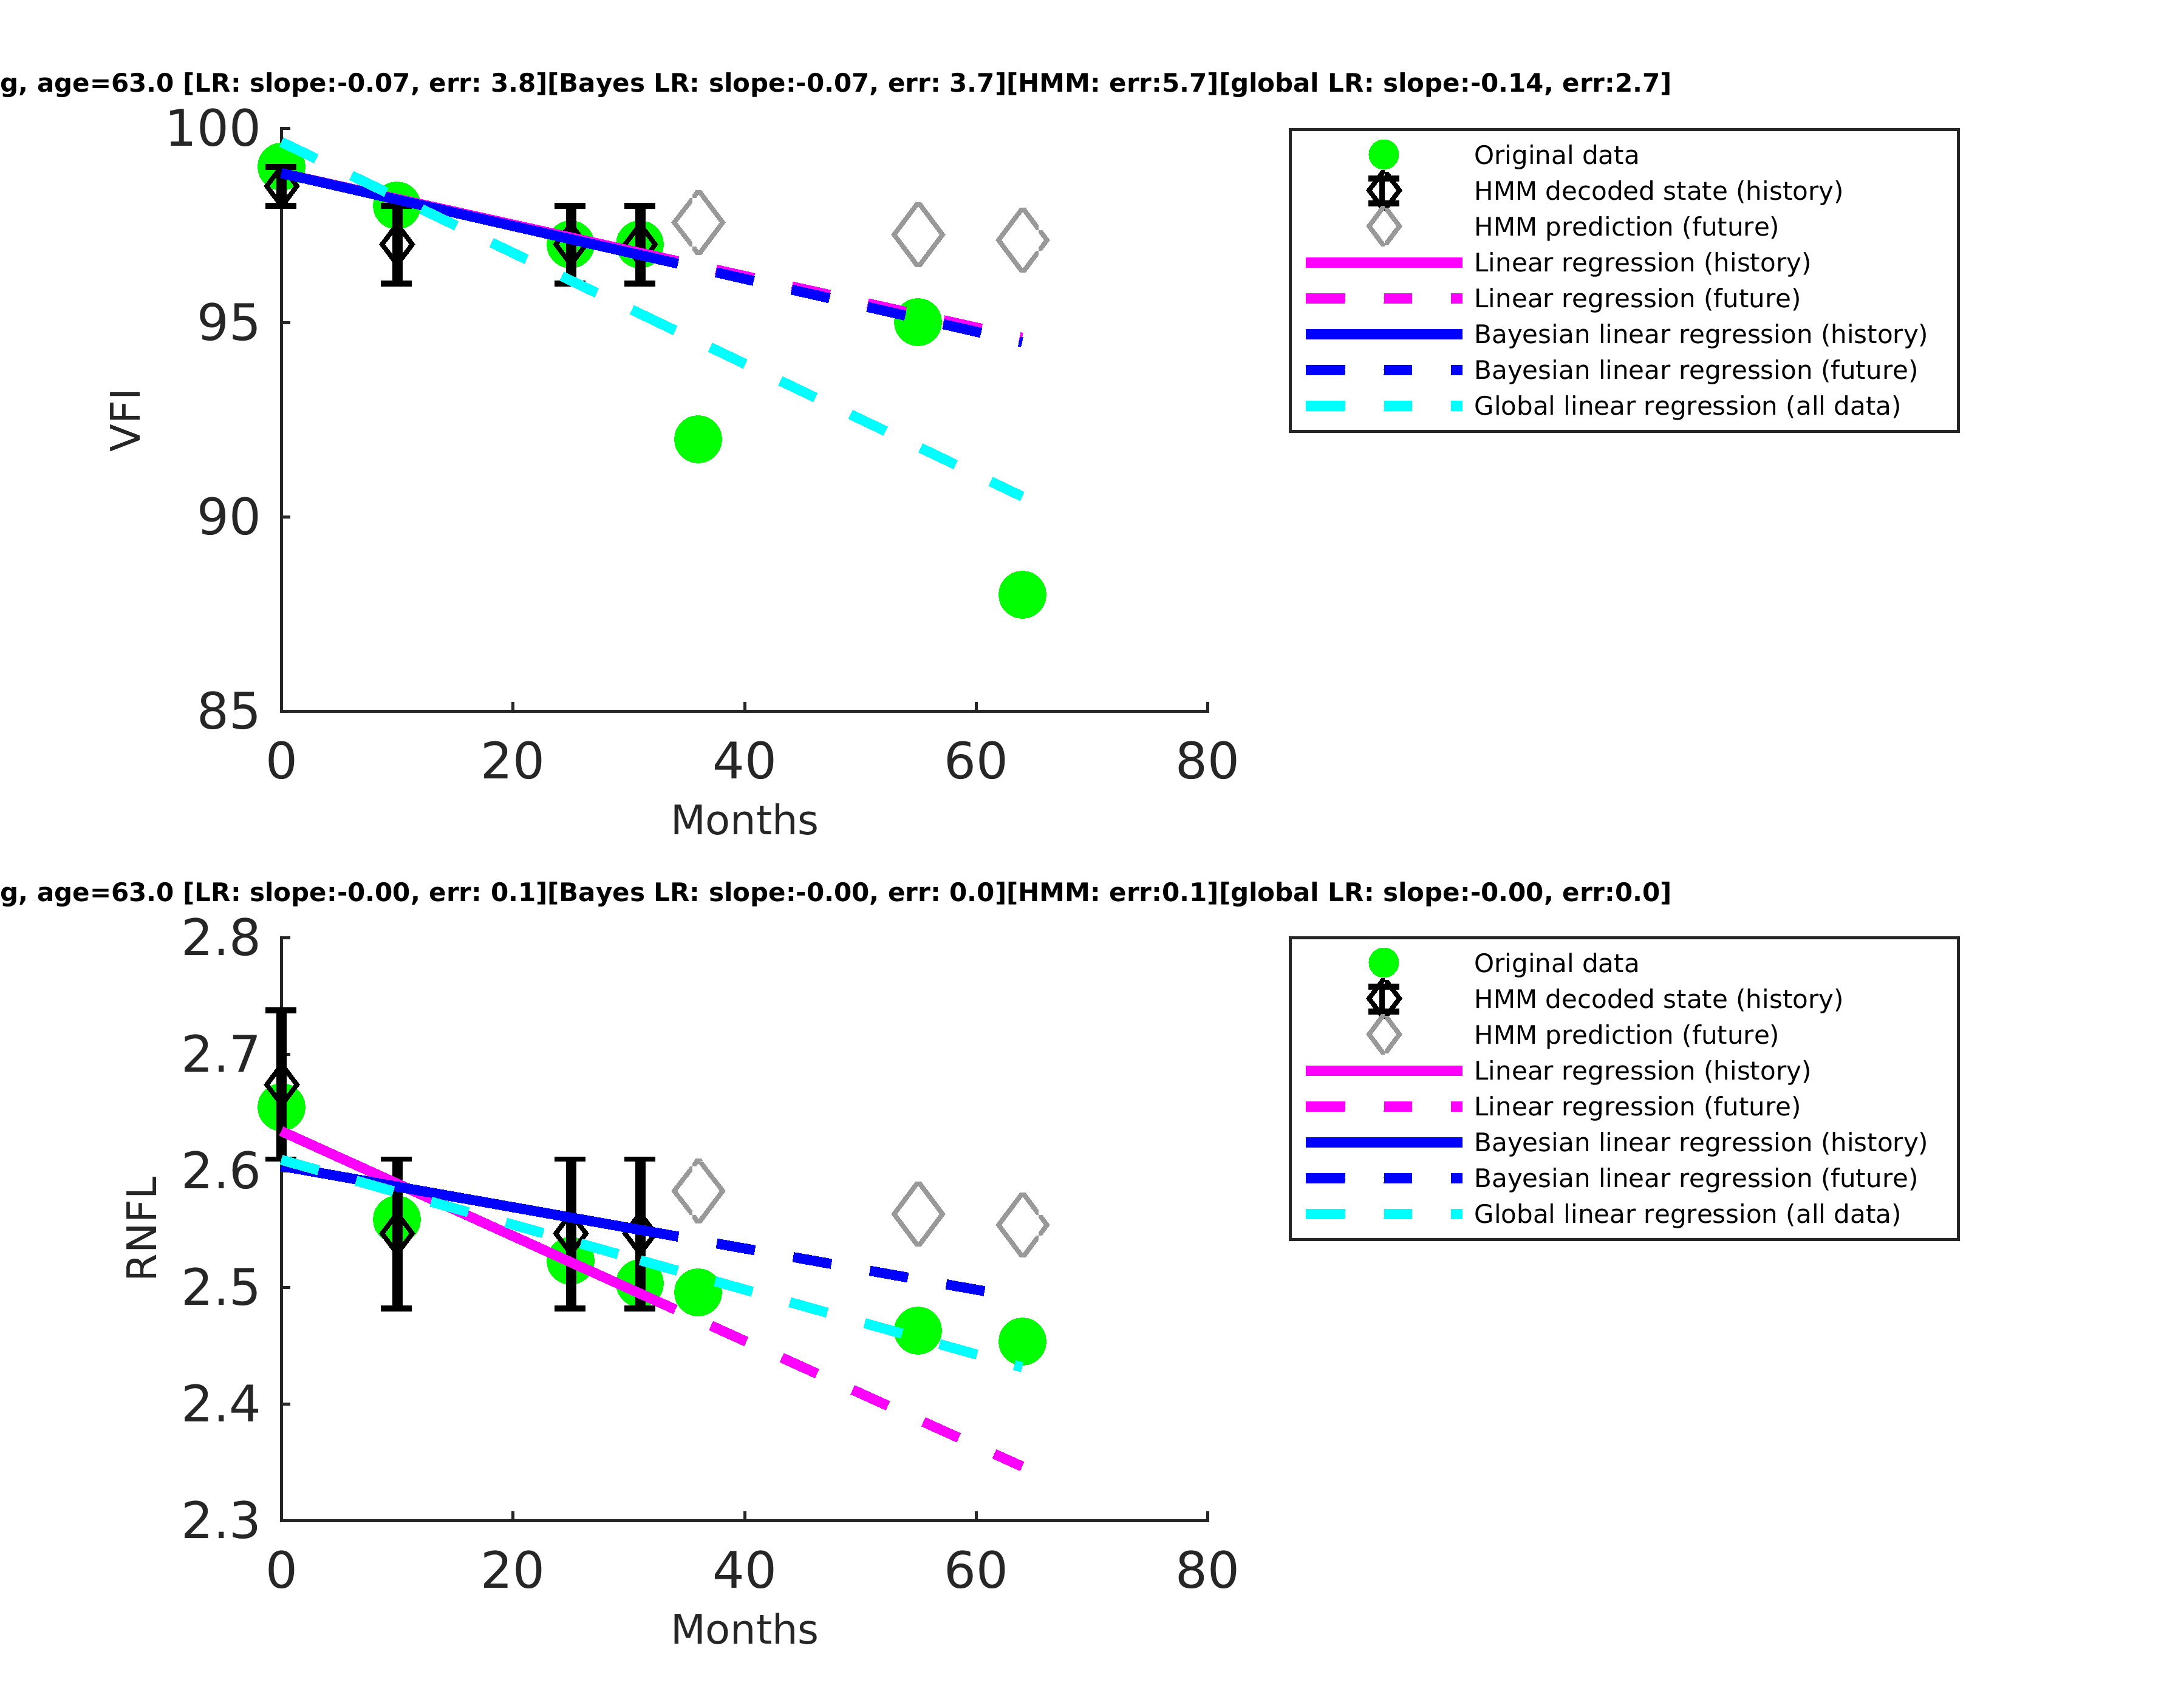 g, age=63.0 [LR: slope:-0.07, err: 3.8][Bayes LR: slope:-0.07, err: 3.7][HMM: err:5.7][global LR: slope:-0.14, err:2.7]
100
95
90
85
VFI
0 20 40 60 80
Months
Original data
HMM decoded state (history)
HMM prediction (future)
Linear regression (history)
Linear regression (future)
Bayesian linear regression (history)
Bayesian linear regression (future)
Global linear regression (all data)
g, age=63.0 [LR: slope:-0.00, err: 0.1][Bayes LR: slope:-0.00, err: 0.0][HMM: err:0.1][global LR: slope:-0.00, err:0.0]
2.8
2.7
2.6
2.5
2.4
2.3
RNFL
0 20 40 60 80
Months
Original data
HMM decoded state (history)
HMM prediction (future)
Linear regression (history)
Linear regression (future)
Bayesian linear regression (history)
Bayesian linear regression (future)
Global linear regression (all data)